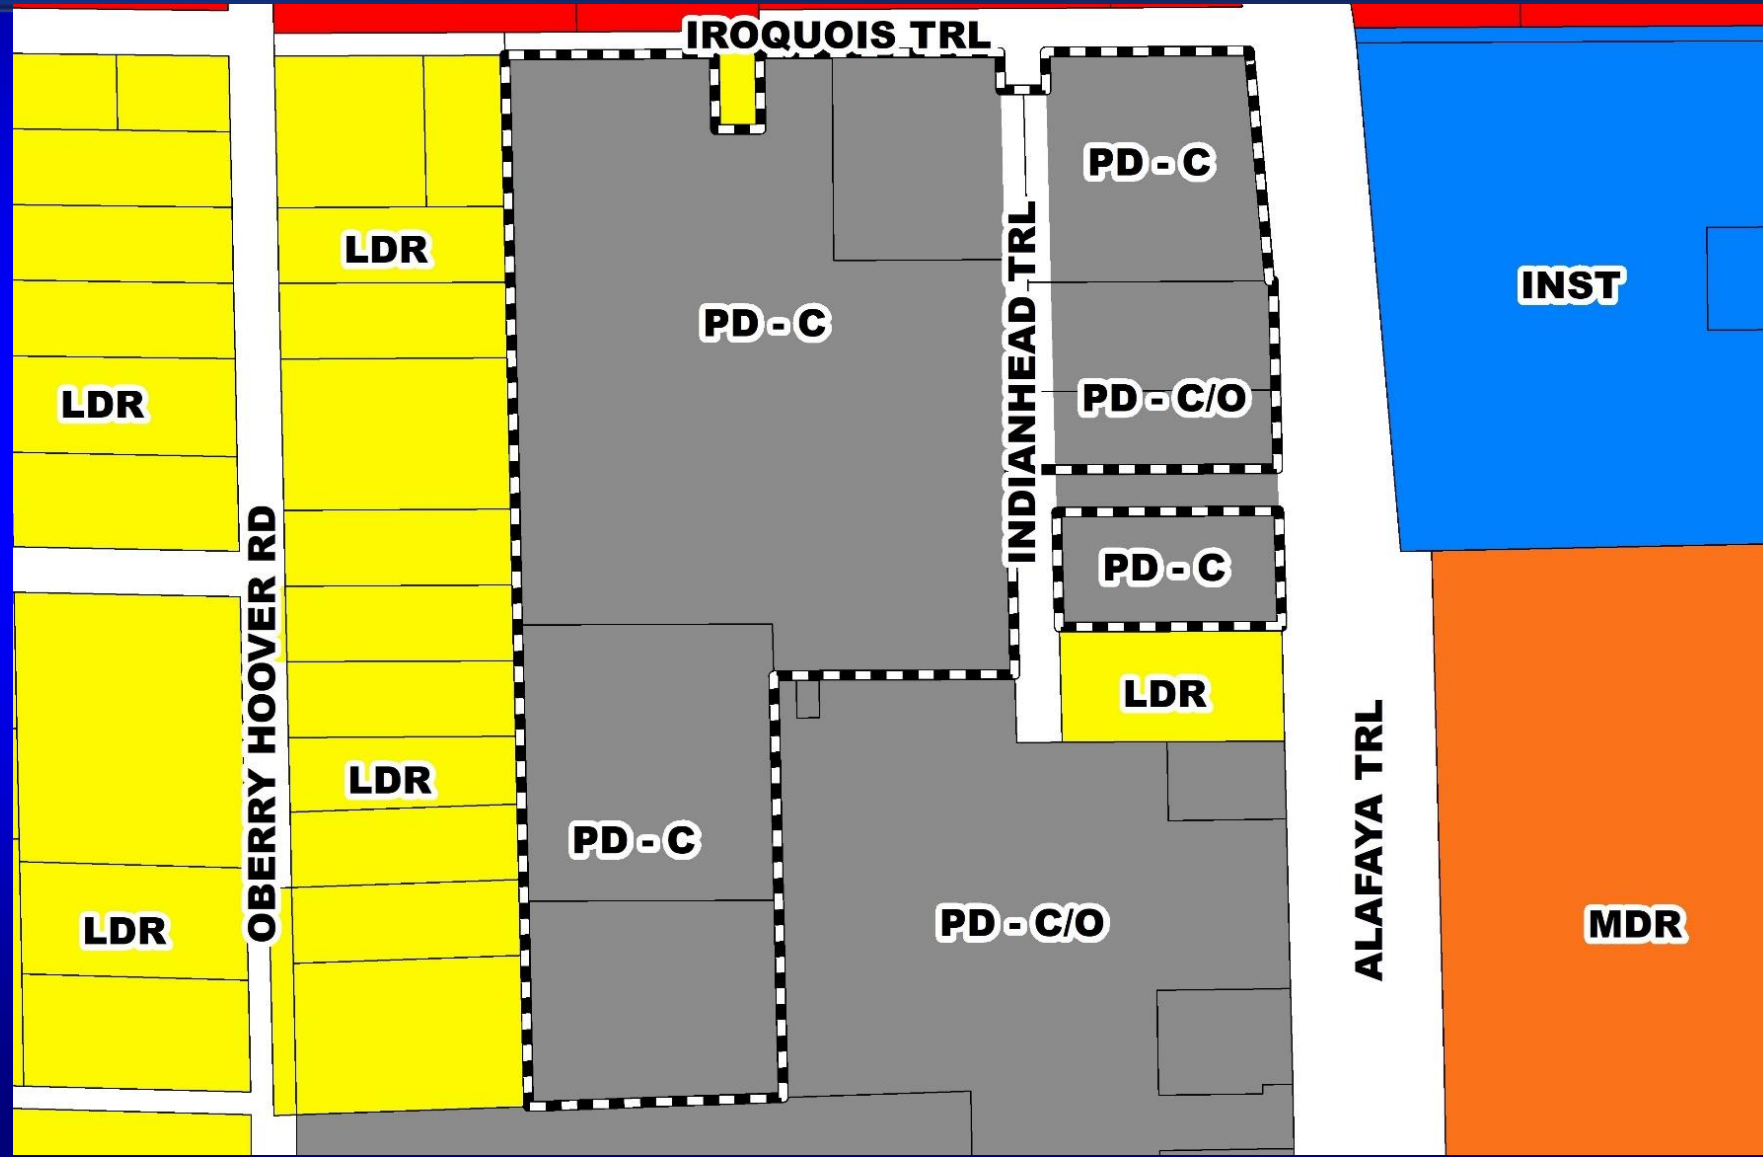 IROQUOIS TRL
PD - C
LDR
INDIANHEAD TRL
INST
PD - C
LDR
PD - C/O
OBERRY HOOVER RD
PD - C
LDR
ALAFAYA TRL
LDR
PD - C
LDR
PD - C/O
MDR